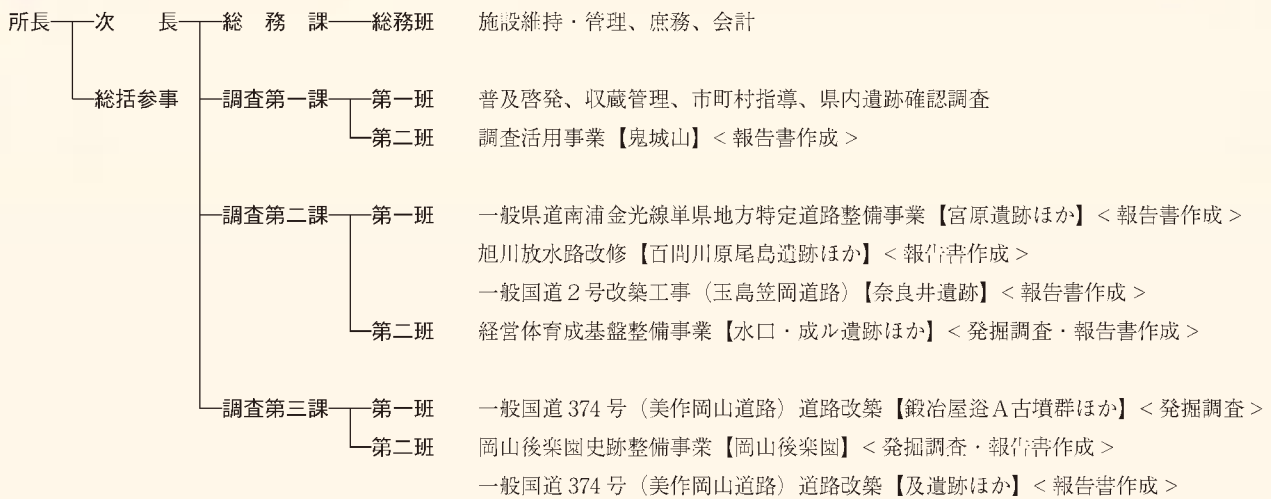 所長 次長 総務課 総務班 施設維持・管理、庶務、会計
総括参事 調査第一課 第一班 普及啓発、収蔵管理、市町村指導、県内遺跡確認調査
第二班 調査活用事業【鬼城山】<報告書作成>
調査第二課 第一班 一般県道南浦金光線単県地方特定道路整備事業【宮原遺跡ほか】<報告書作成>
旭川放水路改修【百間川原尾島遺跡ほか】<報告書作成>
一般国道2号改築工事（玉島笠岡道路）【奈良井遺跡】<報告書作成>
第二班 経営体育成基盤整備事業【水口・成ル遺跡ほか】<発掘調査・報告書作成>
調査第三課 第一班 一般国道374号（美作岡山道路）道路改築【鍛冶屋逧A古墳群ほか】<発掘調査>
第二班 岡山後楽園史跡整備事業【岡山後楽園】<発掘調査・報告書作成>
一般国道374号（美作岡山道路）道路改築【及遺跡ほか】<報告書作成>